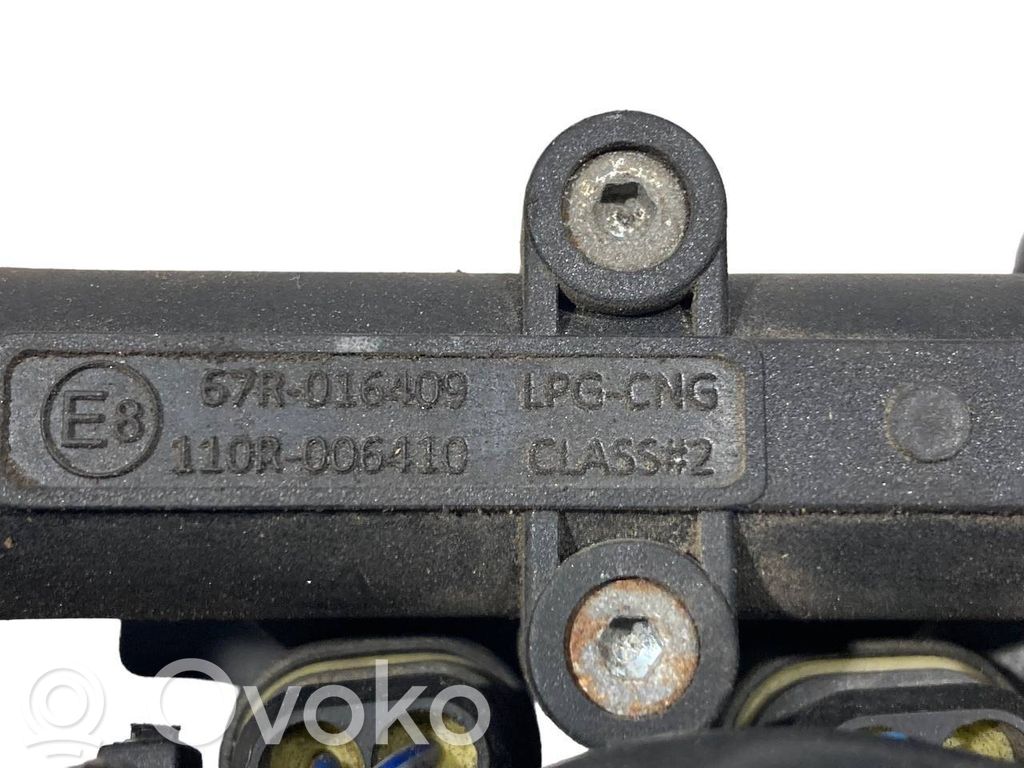 E8
67R-016409 LPG-CNG
110R-006410 CLASS#2
Ovoko